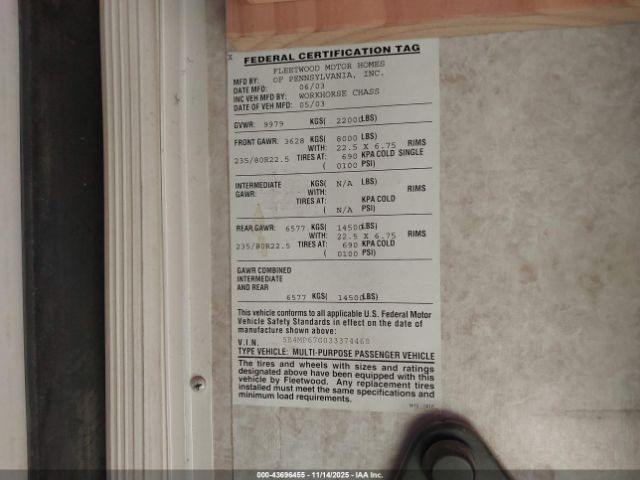 X
FEDERAL CERTIFICATION TAG
FLEETWOOD MOTOR HOMES
MFD BY: OF PENNSYLVANIA, INC.
DATE MFD: 06/03
INC VEH MFD BY: WORKHORSE CHASS
DATE OF VEH MFD: 05/03
GVWR: 9979 KGS( 22000LBS)
FRONT GAWR: 3628 KGS( 8000 LBS)
WITH: 22.5 X 6.75 RIMS
235/80R22.5 TIRES AT: 690 KPA COLD SINGLE
( 0100 PSI)
INTERMEDIATE KGS( N/A LBS)
GAWR: WITH: RIMS
TIRES AT: KPA COLD
( N/A PSI)
REAR GAWR: 6577 KGS( 14500LBS)
WITH: 22.5 X 6.75 RIMS
235/80R22.5 TIRES AT: 690 KPA COLD
( 0100 PSI)
GAWR COMBINED
INTERMEDIATE
AND REAR
6577 KGS( 14500LBS)
This vehicle conforms to all applicable U.S. Federal Motor
Vehicle Safety Standards in effect on the date of
manufacture shown above:
V.I.N. 5B4MP67G033374460
TYPE VEHICLE: MULTI-PURPOSE PASSENGER VEHICLE
The tires and wheels with sizes and ratings
designated above have been equipped with this
vehicle by Fleetwood. Any replacement tires
installed must meet the same specifications and
minimum load requirements.
000-43696455 - 11/14/2025 - IAA Inc.